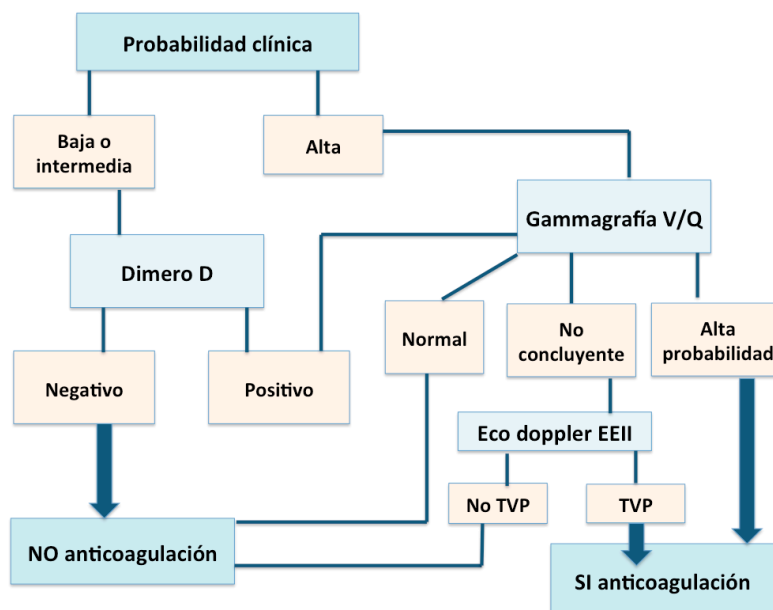 Probabilidad clínica
Baja o
intermedia
Alta
Gammagrafía V/Q
Dimero D
Normal
No
concluyente
Alta
probabilidad
Negativo
Positivo
Eco doppler EEII
No TVP
TVP
NO anticoagulación
SI anticoagulación